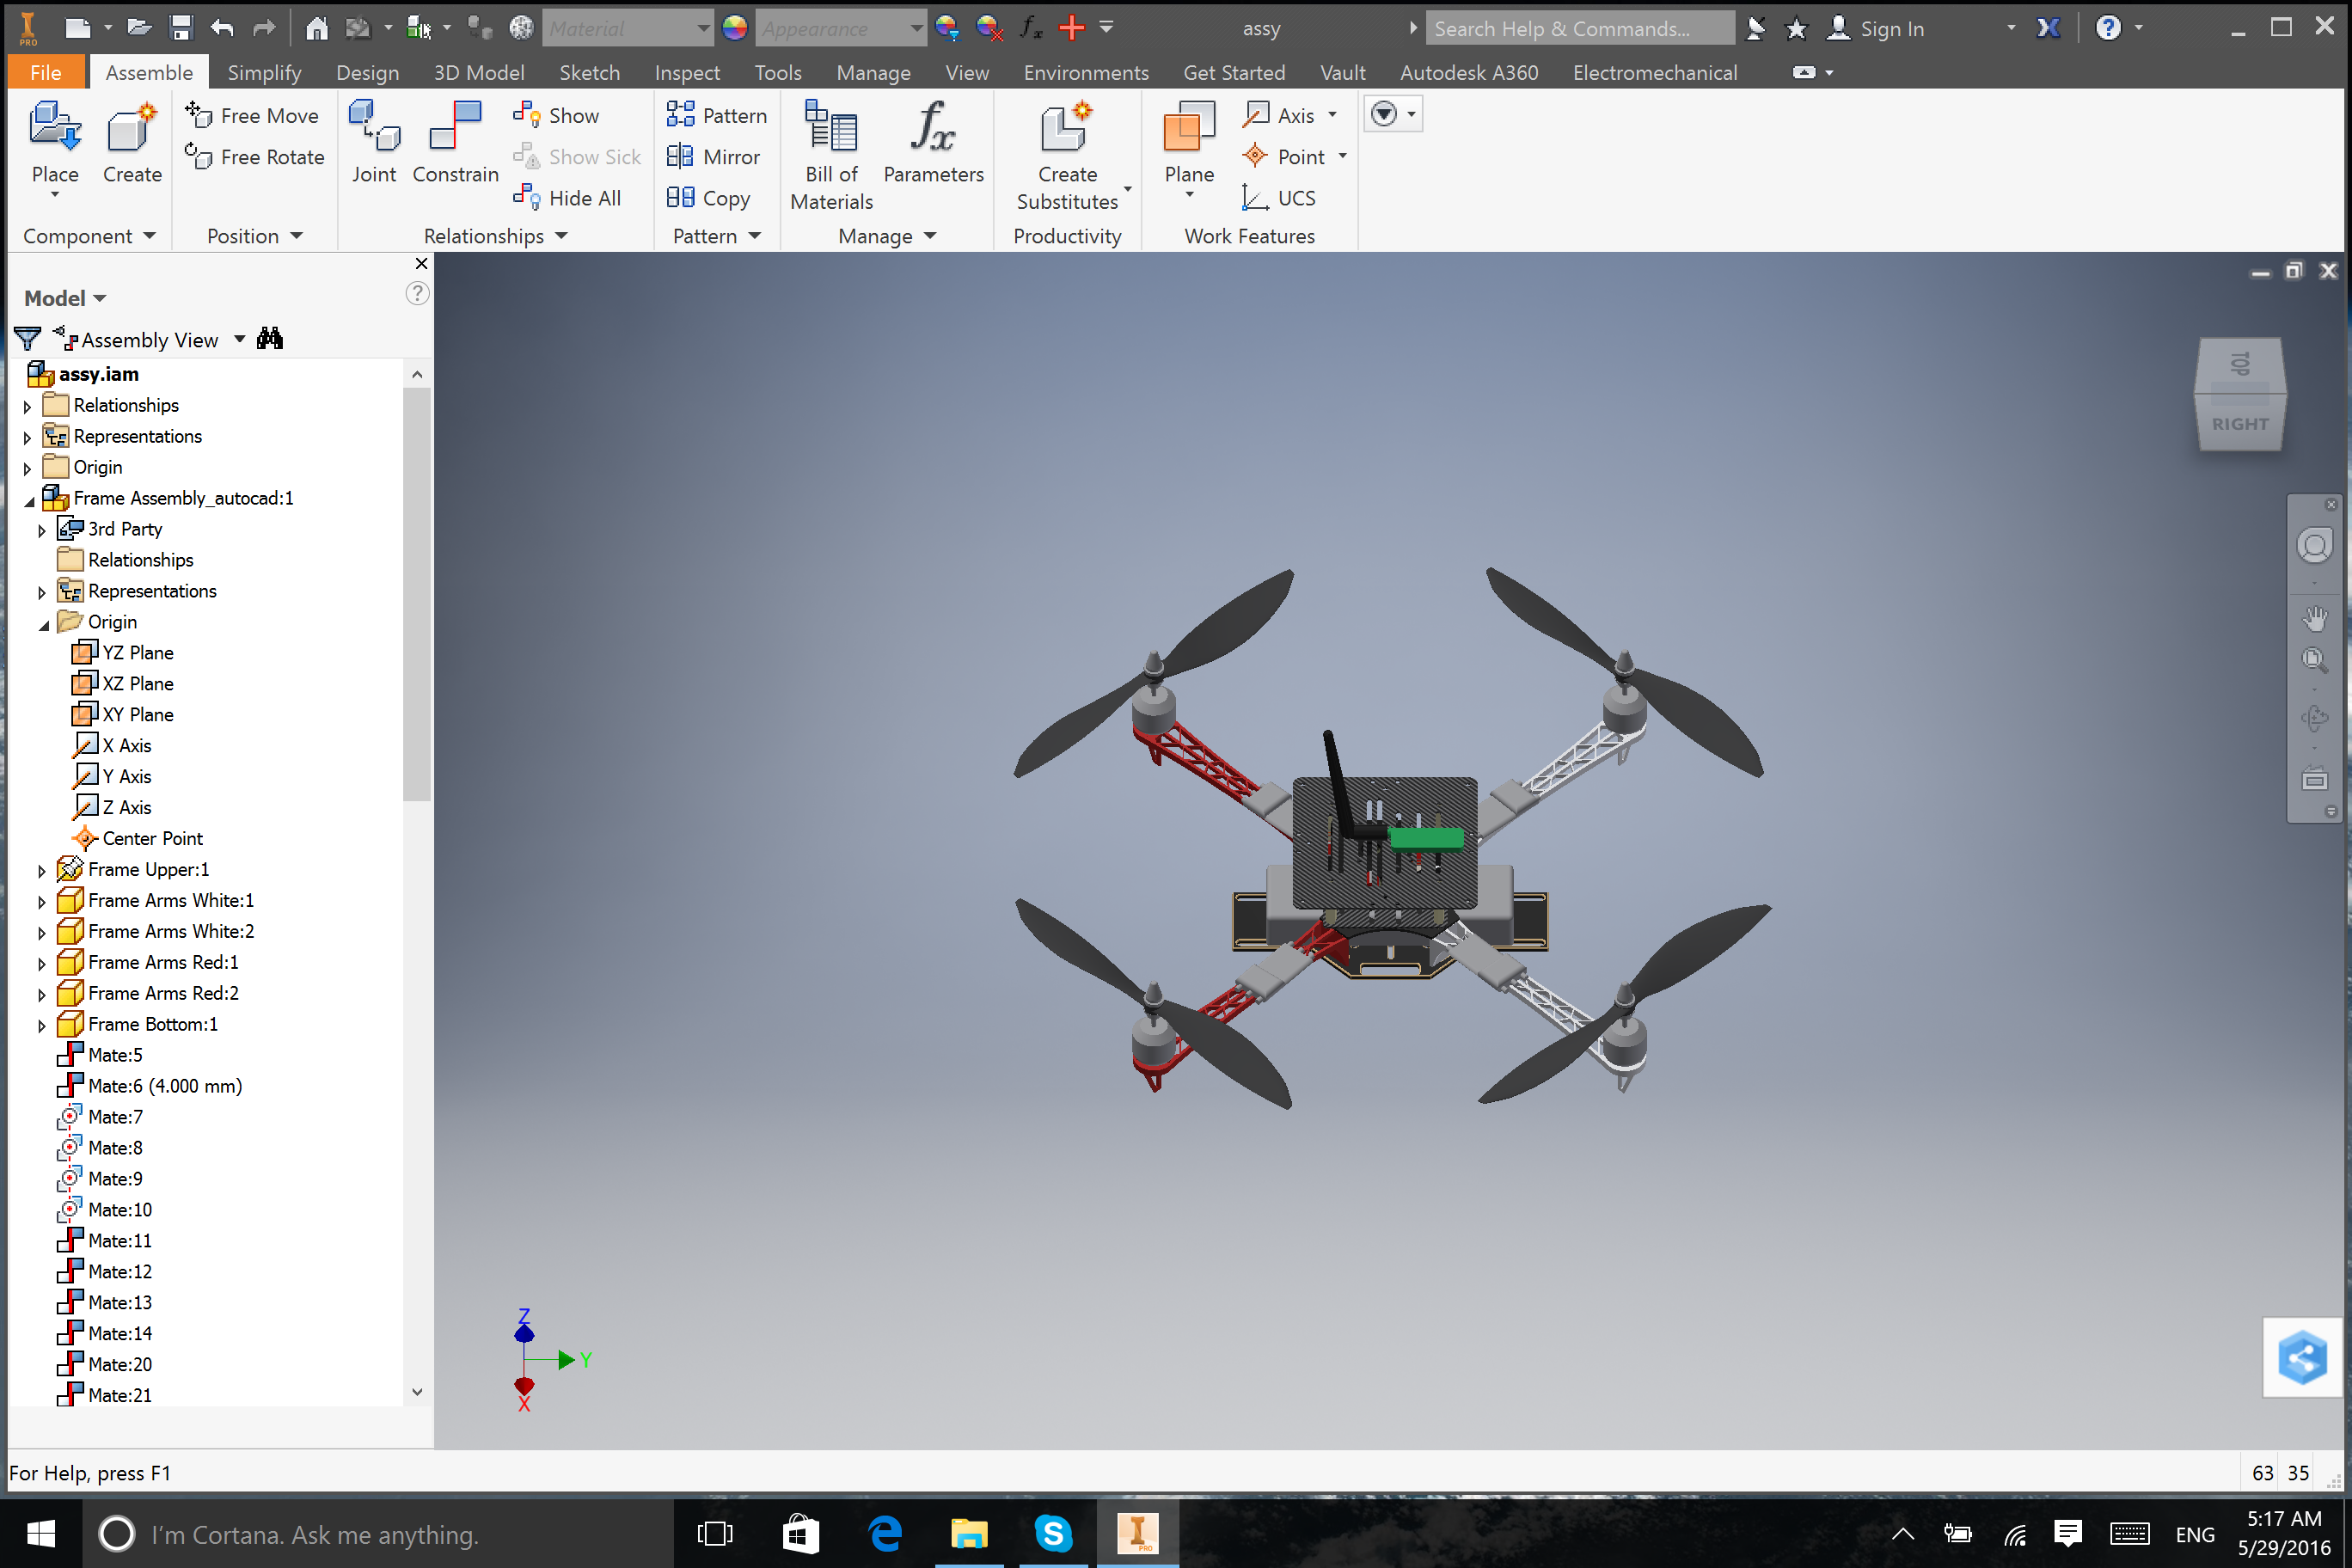 PRO
Material
Appearance
fx
assy
Search Help & Commands...
Sign In
File
Assemble
Simplify
Design
3D Model
Sketch
Inspect
Tools
Manage
View
Environments
Get Started
Vault
Autodesk A360
Electromechanical
Place
Create
Free Move
Free Rotate
Joint
Constrain
Show
Show Sick
Hide All
Pattern
Mirror
Copy
Bill of
Materials
fx
Parameters
Create
Substitutes
Plane
Axis
Point
UCS
Component
Position
Relationships
Pattern
Manage
Productivity
Work Features
Model
Assembly View
assy.iam
Relationships
Representations
Origin
Frame Assembly_autocad:1
3rd Party
Relationships
Representations
Origin
YZ Plane
XZ Plane
XY Plane
X Axis
Y Axis
Z Axis
Center Point
Frame Upper:1
Frame Arms White:1
Frame Arms White:2
Frame Arms Red:1
Frame Arms Red:2
Frame Bottom:1
Mate:5
Mate:6 (4.000 mm)
Mate:7
Mate:8
Mate:9
Mate:10
Mate:11
Mate:12
Mate:13
Mate:14
Mate:20
Mate:21
TOP
RIGHT
Z
Y
X
For Help, press F1
63 35
I'm Cortana. Ask me anything.
PRO
ENG
5:17 AM
5/29/2016